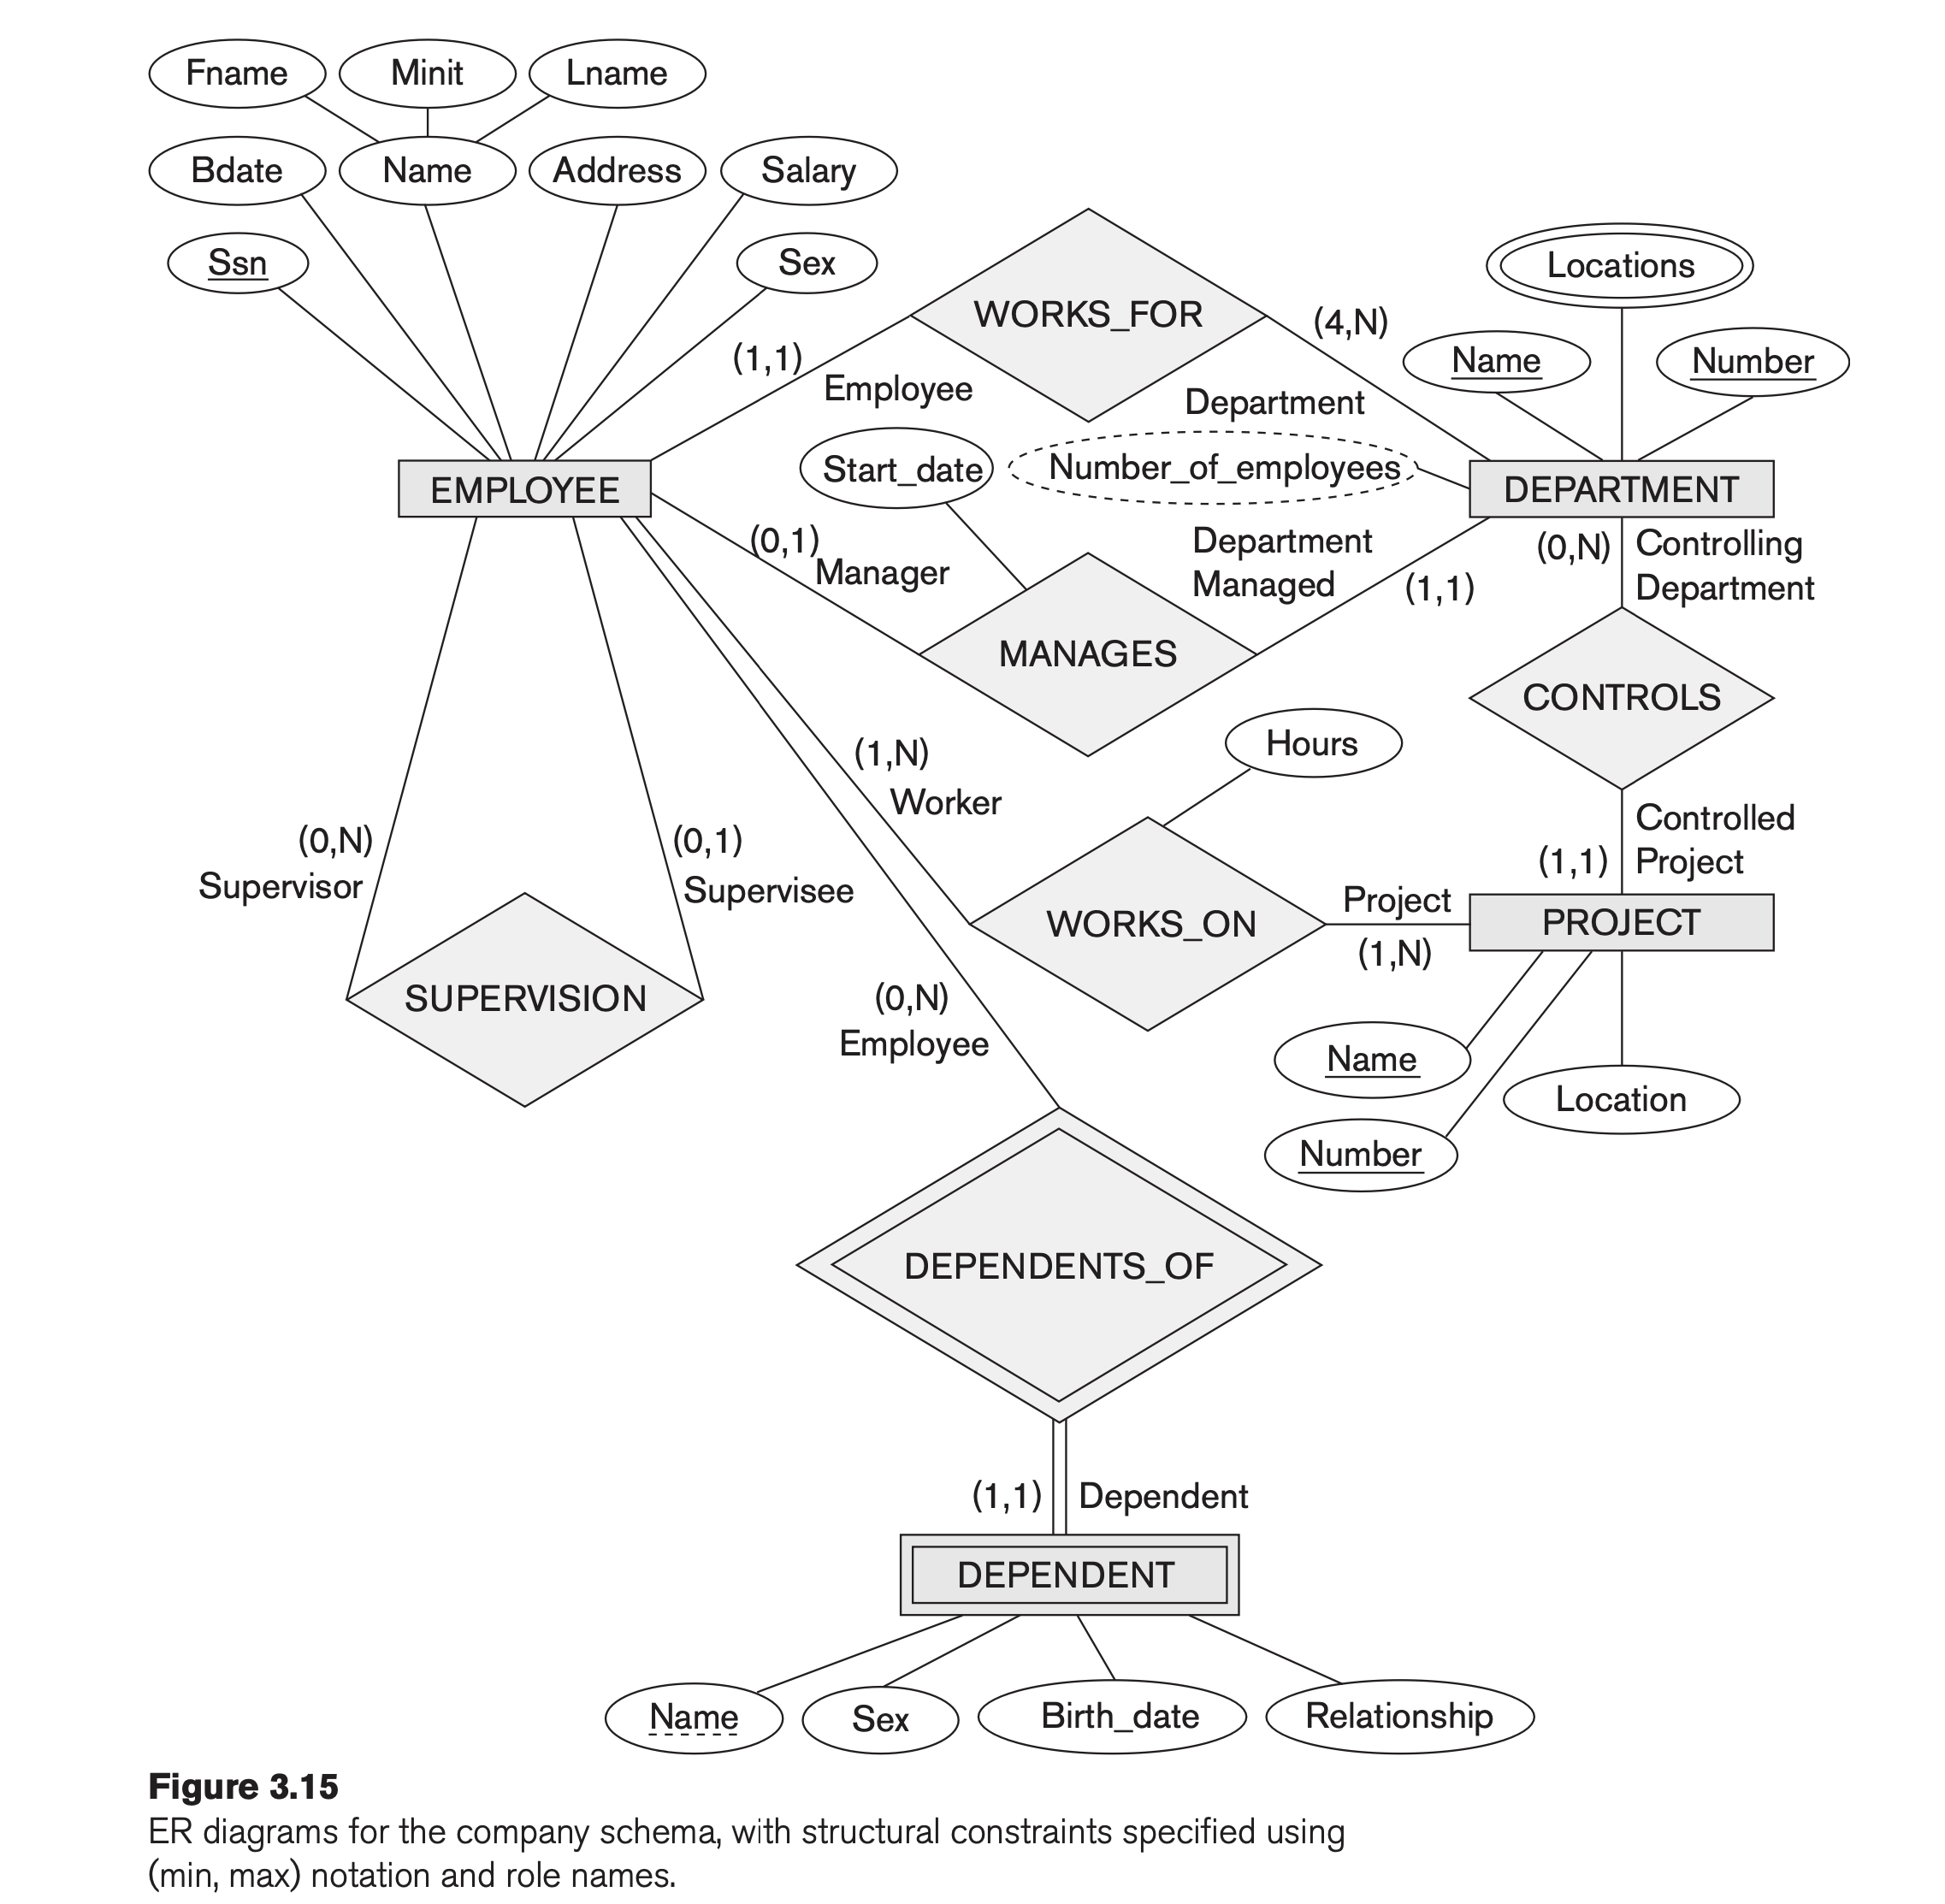 Fname
Minit
Lname
Bdate
Name
Address
Salary
Ssn
Sex
WORKS_FOR
Locations
(1,1)
Employee
(4,N)
Department
Name
Number
Start_date
Number_of_employees
EMPLOYEE
DEPARTMENT
(0,1)
Manager
Department
Managed
(1,1)
(0,N)
Controlling
Department
MANAGES
CONTROLS
Hours
(1,N)
Worker
(0,N)
Supervisor
(0,1)
Supervisee
Controlled
Project
(1,1)
WORKS_ON
Project
(1,N)
PROJECT
SUPERVISION
(0,N)
Employee
Name
Location
Number
DEPENDENTS_OF
(1,1)
Dependent
DEPENDENT
Name
Sex
Birth_date
Relationship
Figure 3.15
ER diagrams for the company schema, with structural constraints specified using
(min, max) notation and role names.